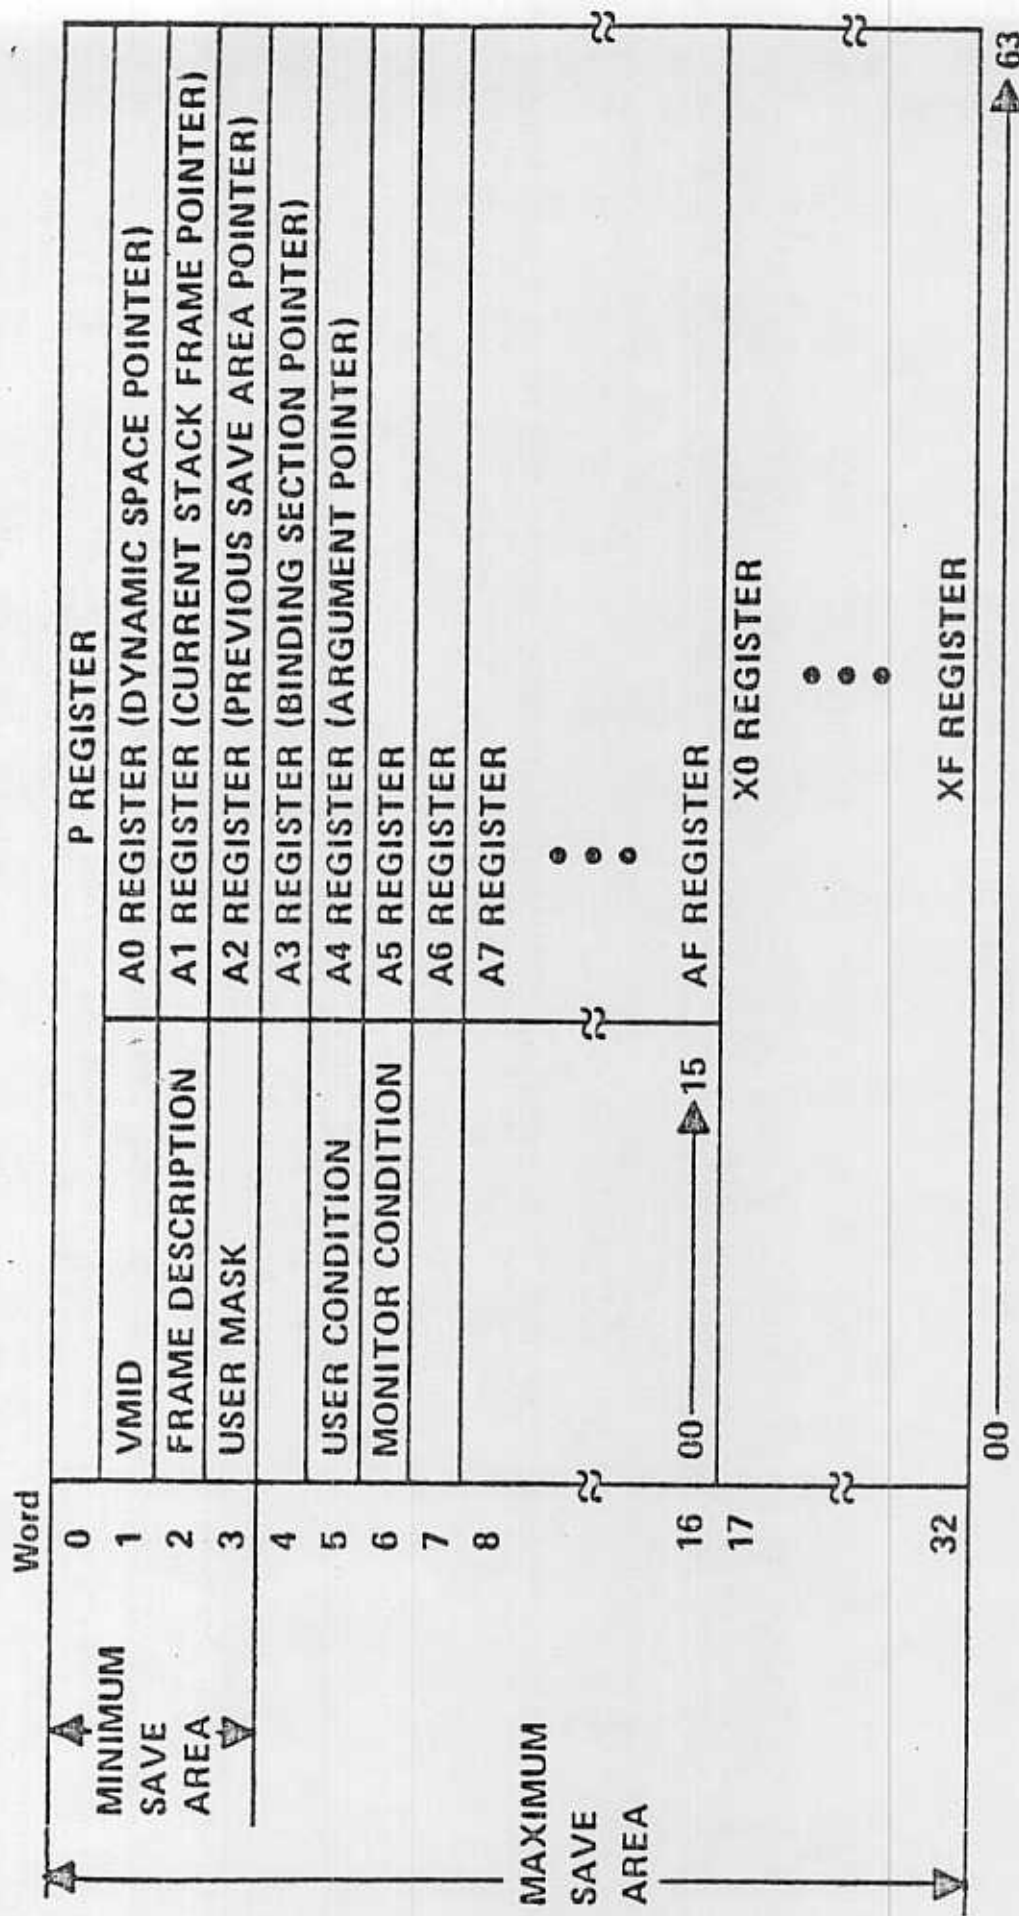 Word
MINIMUM
SAVE
AREA
MAXIMUM
SAVE
AREA
0 P REGISTER
1 VMID A0 REGISTER (DYNAMIC SPACE POINTER)
2 FRAME DESCRIPTION A1 REGISTER (CURRENT STACK FRAME POINTER)
3 USER MASK A2 REGISTER (PREVIOUS SAVE AREA POINTER)
4 A3 REGISTER (BINDING SECTION POINTER)
5 USER CONDITION A4 REGISTER (ARGUMENT POINTER)
6 MONITOR CONDITION A5 REGISTER
7 A6 REGISTER
8 A7 REGISTER
16 00 15 AF REGISTER
17 X0 REGISTER
32 XF REGISTER
00 63